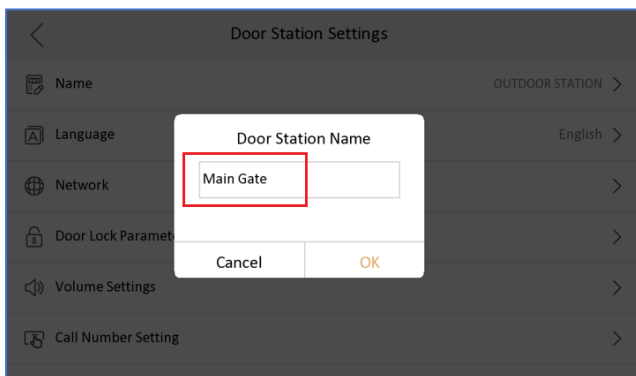 Door Station Settings
Name
OUTDOOR STATION
Language
English
Door Station Name
Main Gate
Network
Door Lock Paramet
Cancel
OK
Volume Settings
Call Number Setting